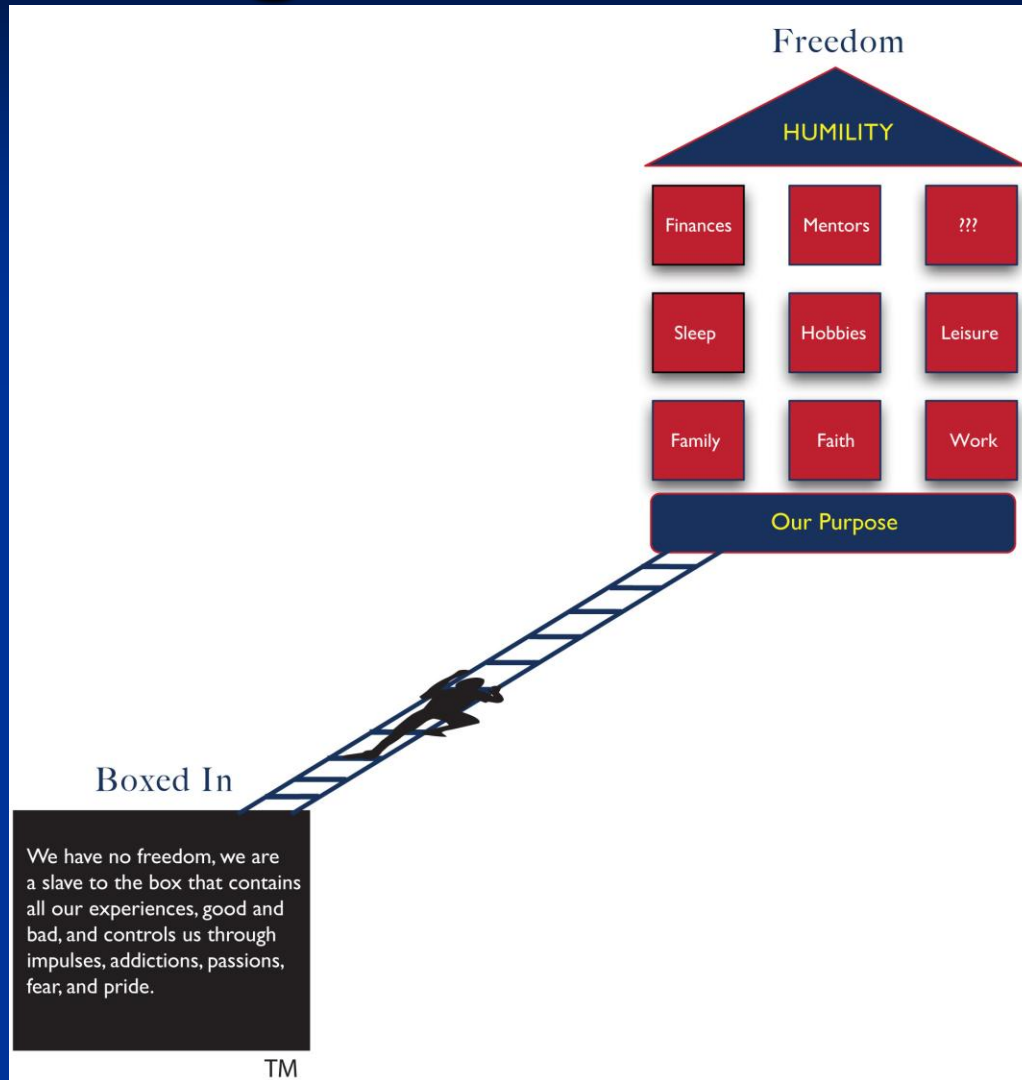 Freedom
HUMILITY
Finances Mentors ???
Sleep Hobbies Leisure
Family Faith Work
Our Purpose
Boxed In
We have no freedom, we are
a slave to the box that contains
all our experiences, good and
bad, and controls us through
impulses, addictions, passions,
fear, and pride.
TM